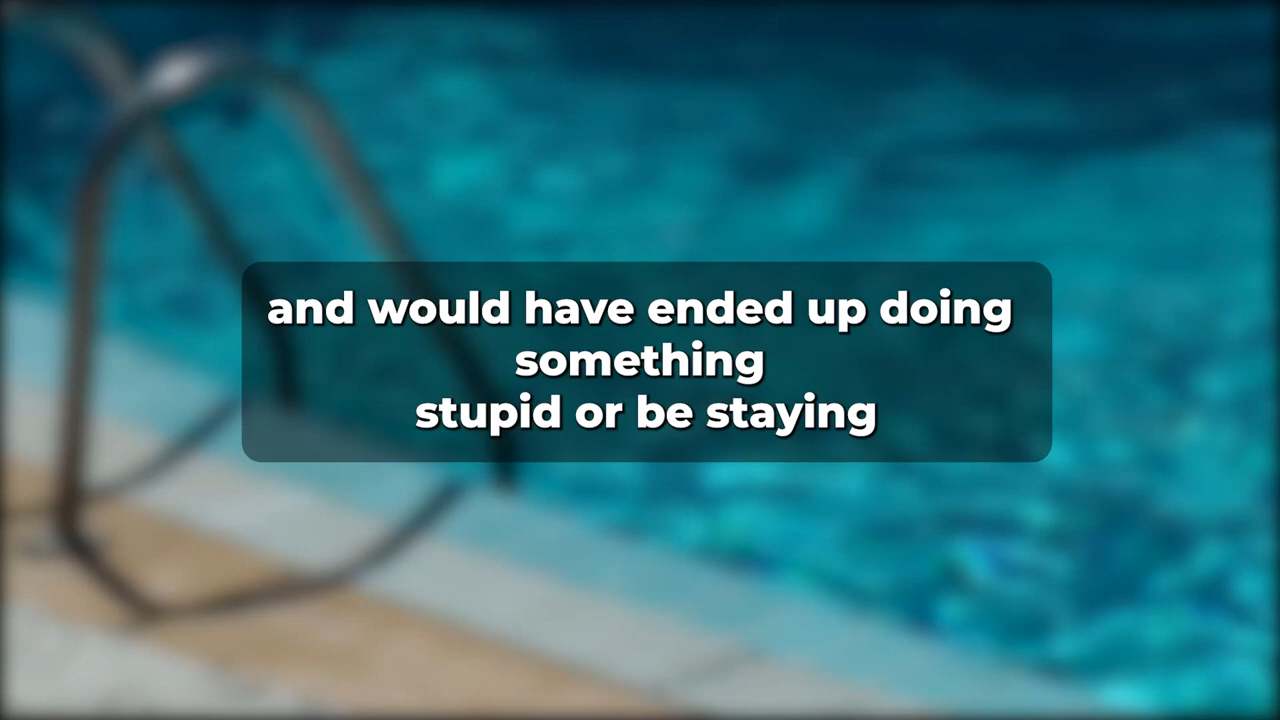 and would have ended up doing
something
stupid or be staying